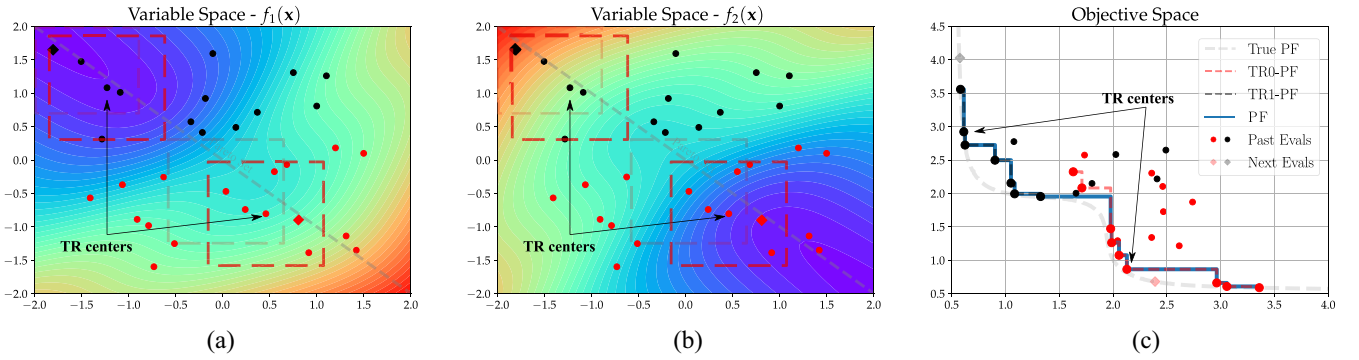 Variable Space - f₁(x)
2.0
1.5
1.0
0.5
0.0
−0.5
−1.0
−1.5
−2.0
TR centers
−2.0 −1.5 −1.0 −0.5 0.0 0.5 1.0 1.5 2.0
(a)
Variable Space - f₂(x)
2.0
1.5
1.0
0.5
0.0
−0.5
−1.0
−1.5
−2.0
TR centers
−2.0 −1.5 −1.0 −0.5 0.0 0.5 1.0 1.5 2.0
(b)
Objective Space
4.5
4.0
3.5
3.0
2.5
2.0
1.5
1.0
0.5
True PF
TR0-PF
TR1-PF
PF
Past Evals
Next Evals
TR centers
0.5 1.0 1.5 2.0 2.5 3.0 3.5 4.0
(c)